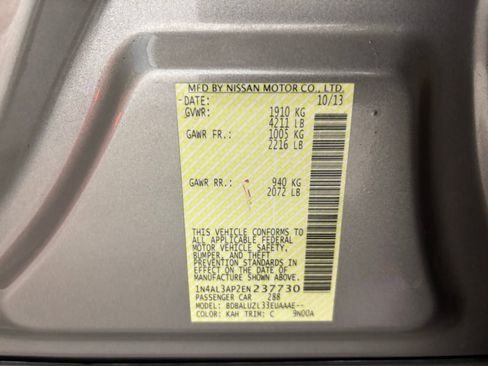 MFD BY NISSAN MOTOR CO., LTD.
DATE: 10/13
GVWR: 1910 KG
4211 LB
GAWR FR.: 1005 KG
2216 LB
GAWR RR.: 940 KG
2072 LB
THIS VEHICLE CONFORMS TO
ALL APPLICABLE FEDERAL
MOTOR VEHICLE SAFETY,
BUMPER, AND THEFT
PREVENTION STANDARDS IN
EFFECT ON THE DATE OF
MANUFACTURE SHOWN ABOVE.
1N4AL3AP2EN237730
PASSENGER CAR 288
MODEL: BDBALUZL33EUAAAE--
COLOR: KAH TRIM: C 9N00A